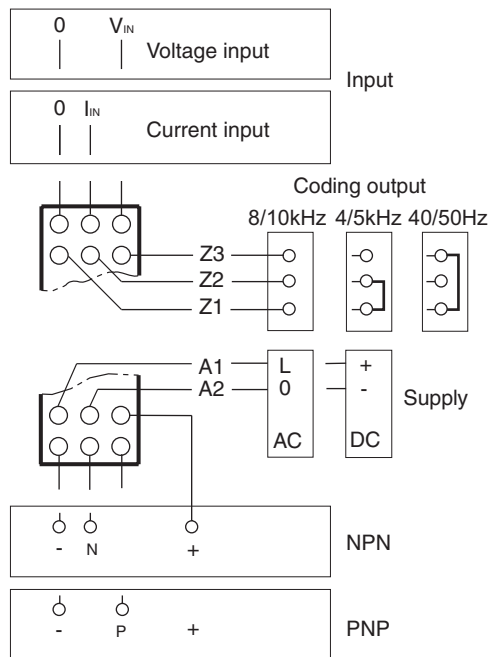 0 VIN
Voltage input
Input
0 IIN
Current input
Coding output
8/10kHz 4/5kHz 40/50Hz
Z3
Z2
Z1
A1 L +
A2 0 -
Supply
AC DC
- N +
NPN
- P +
PNP